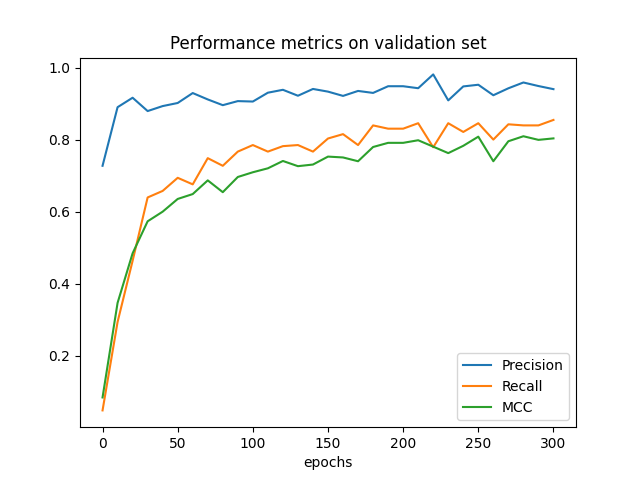 Performance metrics on validation set
1.0
0.8
0.6
0.4
0.2
Precision
Recall
MCC
0 50 100 150 200 250 300
epochs